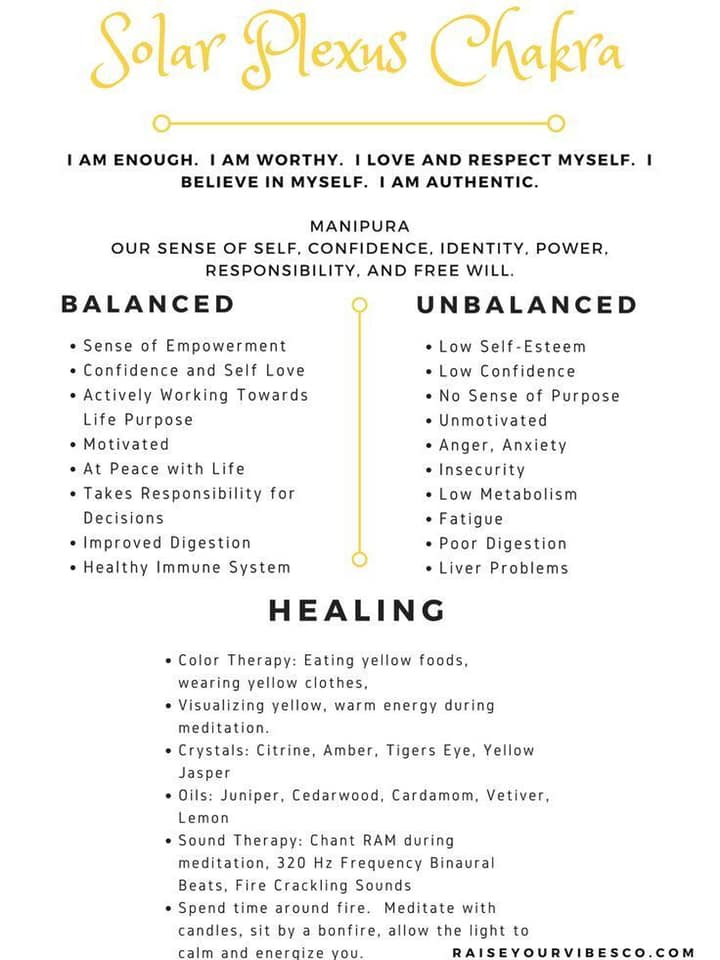 Solar Plexus Chakra
I AM ENOUGH. I AM WORTHY. I LOVE AND RESPECT MYSELF. I
BELIEVE IN MYSELF. I AM AUTHENTIC.
MANIPURA
OUR SENSE OF SELF, CONFIDENCE, IDENTITY, POWER,
RESPONSIBILITY, AND FREE WILL.
BALANCED
• Sense of Empowerment
• Confidence and Self Love
• Actively Working Towards
Life Purpose
• Motivated
• At Peace with Life
• Takes Responsibility for
Decisions
• Improved Digestion
• Healthy Immune System
UNBALANCED
• Low Self-Esteem
• Low Confidence
• No Sense of Purpose
• Unmotivated
• Anger, Anxiety
• Insecurity
• Low Metabolism
• Fatigue
• Poor Digestion
• Liver Problems
HEALING
• Color Therapy: Eating yellow foods,
wearing yellow clothes,
• Visualizing yellow, warm energy during
meditation.
• Crystals: Citrine, Amber, Tigers Eye, Yellow
Jasper
• Oils: Juniper, Cedarwood, Cardamom, Vetiver,
Lemon
• Sound Therapy: Chant RAM during
meditation, 320 Hz Frequency Binaural
Beats, Fire Crackling Sounds
• Spend time around fire. Meditate with
candles, sit by a bonfire, allow the light to
calm and energize you.
RAISEYOURVIBESCO.COM